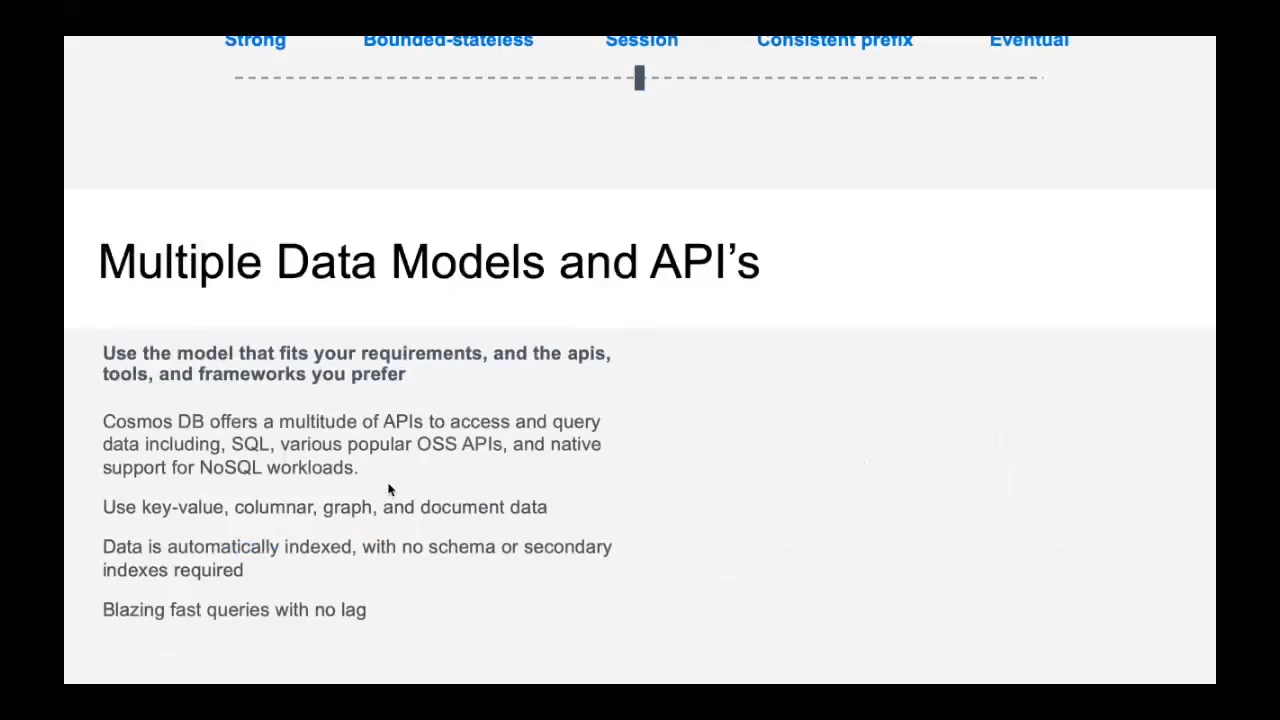 Strong Bounded-stateless Session Consistent prefix Eventual
Multiple Data Models and API’s
Use the model that fits your requirements, and the apis,
tools, and frameworks you prefer
Cosmos DB offers a multitude of APIs to access and query
data including, SQL, various popular OSS APIs, and native
support for NoSQL workloads.
Use key-value, columnar, graph, and document data
Data is automatically indexed, with no schema or secondary
indexes required
Blazing fast queries with no lag